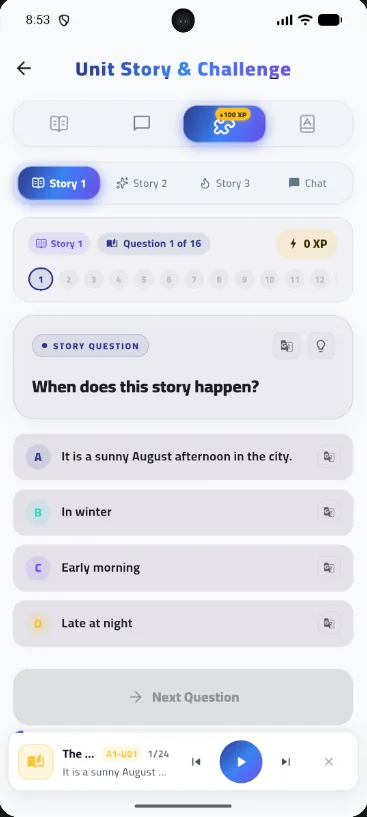 8:53
Unit Story & Challenge
+100 XP
Story 1
Story 2
Story 3
Chat
Story 1
Question 1 of 16
0 XP
1 2 3 4 5 6 7 8 9 10 11 12
STORY QUESTION
When does this story happen?
A It is a sunny August afternoon in the city.
B In winter
C Early morning
D Late at night
Next Question
The ... A1-U01 1/24
It is a sunny August ...